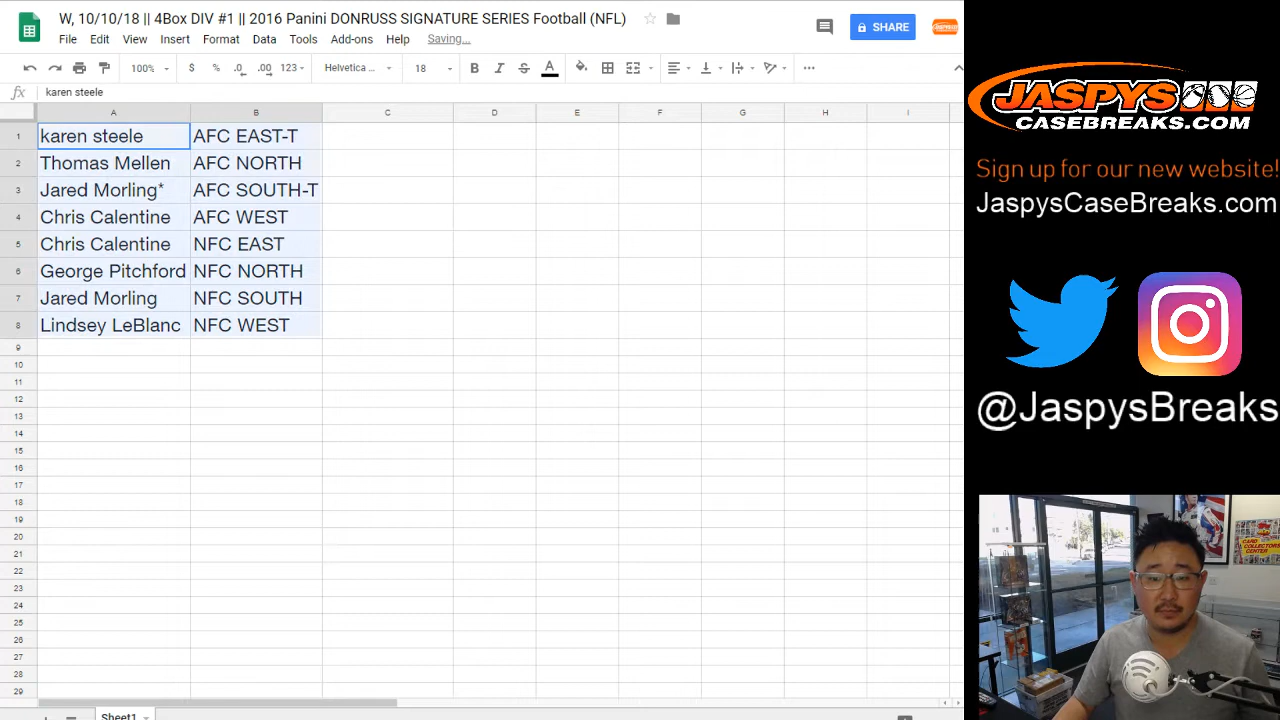 W, 10/10/18 || 4Box DIV #1 || 2016 Panini DONRUSS SIGNATURE SERIES Football (NFL)
File Edit View Insert Format Data Tools Add-ons Help Saving...
SHARE
100% $ % .0 .00 123 Helvetica ... 18 B I S A
fx karen steele
A B C D E F G H I
1 karen steele AFC EAST-T
2 Thomas Mellen AFC NORTH
3 Jared Morling* AFC SOUTH-T
4 Chris Calentine AFC WEST
5 Chris Calentine NFC EAST
6 George Pitchford NFC NORTH
7 Jared Morling NFC SOUTH
8 Lindsey LeBlanc NFC WEST
9
10
11
12
13
14
15
16
17
18
19
20
21
22
23
24
25
26
27
28
29
Sheet1
JASPYS
CASEBREAKS.COM
Sign up for our new website!
JaspysCaseBreaks.com
@JaspysBreaks